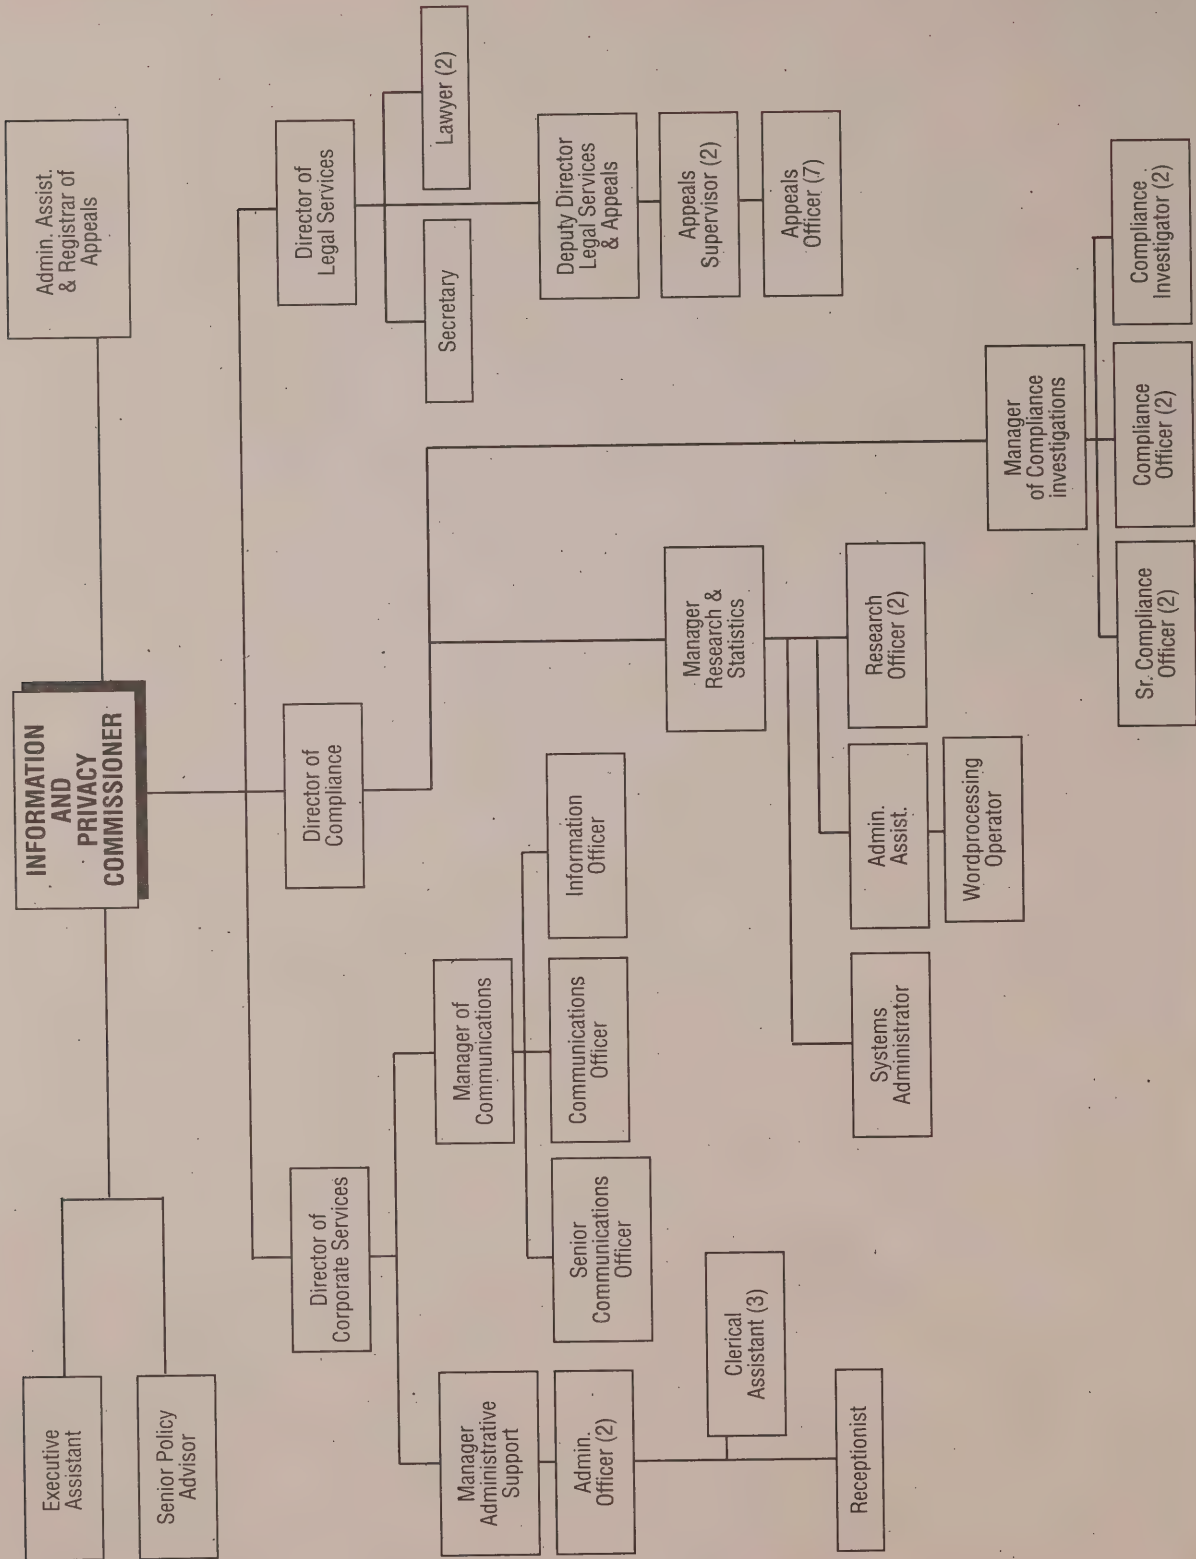 INFORMATION
AND
PRIVACY
COMMISSIONER
Executive
Assistant
Senior Policy
Advisor
Admin. Assist.
& Registrar of
Appeals
Director of
Corporate Services
Director of
Compliance
Director of
Legal Services
Manager
Administrative
Support
Manager of
Communications
Secretary
Lawyer (2)
Admin.
Officer (2)
Senior
Communications
Officer
Communications
Officer
Information
Officer
Deputy Director
Legal Services
& Appeals
Manager
Research &
Statistics
Appeals
Supervisor (2)
Clerical
Assistant (3)
Appeals
Officer (7)
Receptionist
Systems
Administrator
Admin.
Assist.
Research
Officer (2)
Wordprocessing
Operator
Manager
of Compliance
investigations
Sr. Compliance
Officer (2)
Compliance
Officer (2)
Compliance
Investigator (2)